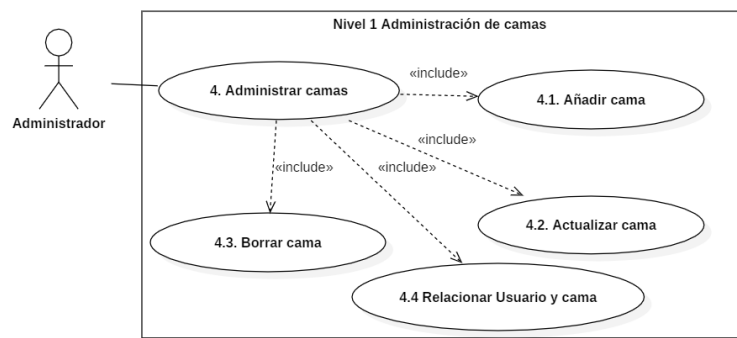 Nivel 1 Administración de camas
Administrador
4. Administrar camas
«include»
4.1. Añadir cama
«include»
«include»
«include»
4.2. Actualizar cama
4.3. Borrar cama
4.4 Relacionar Usuario y cama